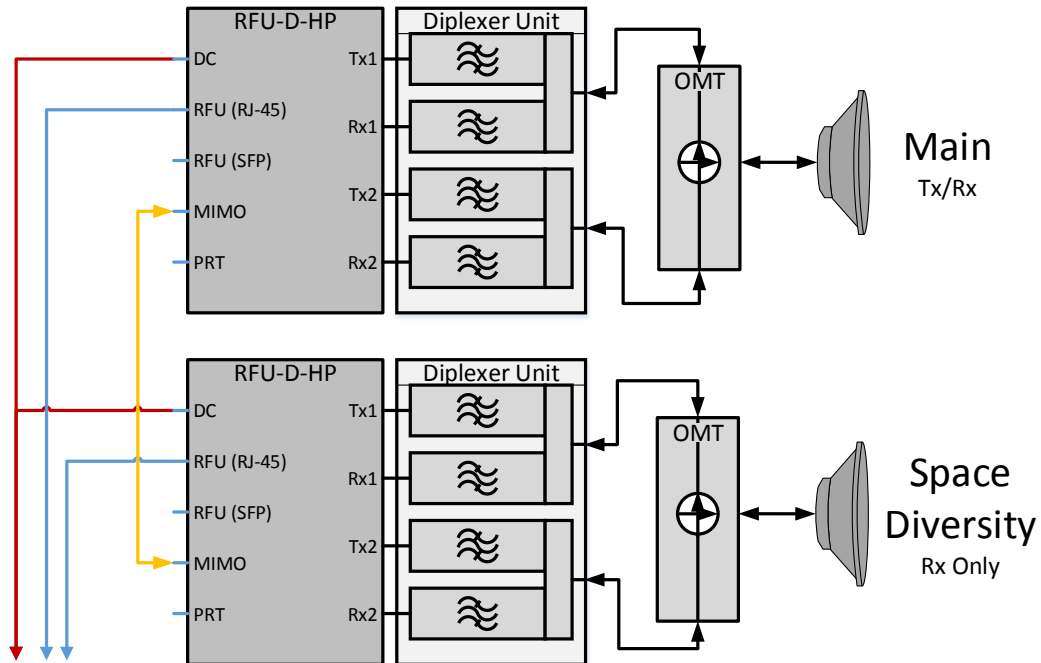 RFU-D-HP
Diplexer Unit
DC
RFU (RJ-45)
RFU (SFP)
MIMO
PRT
Tx1
Rx1
Tx2
Rx2
OMT
Main
Tx/Rx
RFU-D-HP
Diplexer Unit
DC
RFU (RJ-45)
RFU (SFP)
MIMO
PRT
Tx1
Rx1
Tx2
Rx2
OMT
Space
Diversity
Rx Only